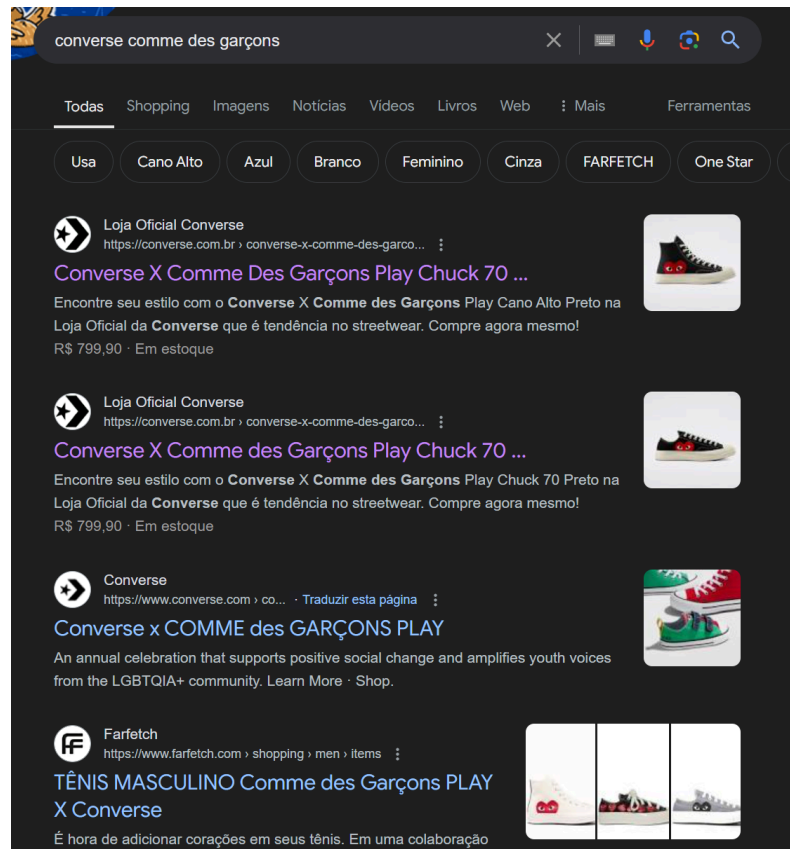 converse comme des garçons
Todas Shopping Imagens Notícias Vídeos Livros Web Mais Ferramentas
Usa Cano Alto Azul Branco Feminino Cinza FARFETCH One Star
Loja Oficial Converse
https://converse.com.br › converse-x-comme-des-garco...
Converse X Comme Des Garçons Play Chuck 70 ...
Encontre seu estilo com o Converse X Comme des Garçons Play Cano Alto Preto na
Loja Oficial da Converse que é tendência no streetwear. Compre agora mesmo!
R$ 799,90 · Em estoque
Loja Oficial Converse
https://converse.com.br › converse-x-comme-des-garco...
Converse X Comme des Garçons Play Chuck 70 ...
Encontre seu estilo com o Converse X Comme des Garçons Play Chuck 70 Preto na
Loja Oficial da Converse que é tendência no streetwear. Compre agora mesmo!
R$ 799,90 · Em estoque
Converse
https://www.converse.com › co... · Traduzir esta página
Converse x COMME des GARÇONS PLAY
An annual celebration that supports positive social change and amplifies youth voices
from the LGBTQIA+ community. Learn More · Shop.
Farfetch
https://www.farfetch.com › shopping › men › items
TÊNIS MASCULINO Comme des Garçons PLAY
X Converse
É hora de adicionar corações em seus tênis. Em uma colaboração